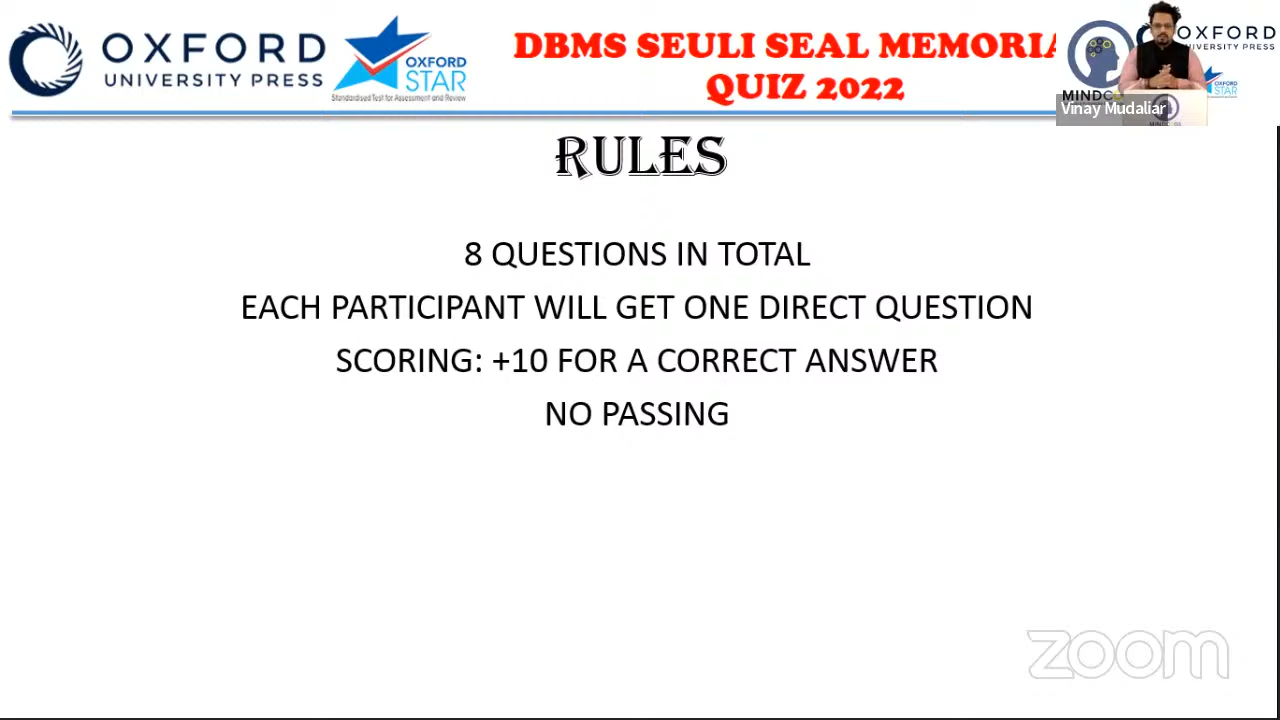 OXFORD
UNIVERSITY PRESS
OXFORD
STAR
Standardised Test for Assessment and Review
DBMS SEULI SEAL MEMORIA
QUIZ 2022
OXFORD
UNIVERSITY PRESS
OXFORD
STAR
MINDC
Vinay Mudaliar
RULES
8 QUESTIONS IN TOTAL
EACH PARTICIPANT WILL GET ONE DIRECT QUESTION
SCORING: +10 FOR A CORRECT ANSWER
NO PASSING
zoom